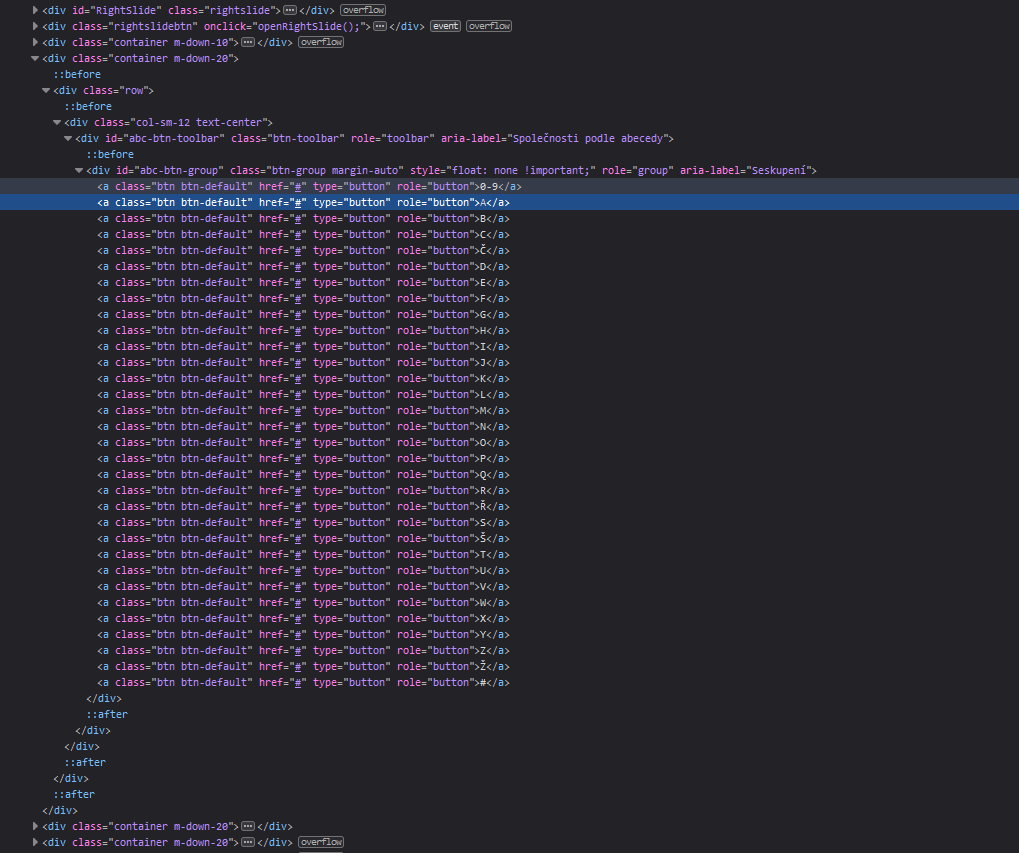 <div id="RightSlide" class="rightslide">⋯</div> overflow
<div class="rightslidebtn" onclick="openRightSlide();">⋯</div> event overflow
<div class="container m-down-10">⋯</div> overflow
<div class="container m-down-20">
::before
<div class="row">
::before
<div class="col-sm-12 text-center">
<div id="abc-btn-toolbar" class="btn-toolbar" role="toolbar" aria-label="Společnosti podle abecedy">
::before
<div id="abc-btn-group" class="btn-group margin-auto" style="float: none !important;" role="group" aria-label="Seskupení">
<a class="btn btn-default" href="#" type="button" role="button">0-9</a>
<a class="btn btn-default" href="#" type="button" role="button">A</a>
<a class="btn btn-default" href="#" type="button" role="button">B</a>
<a class="btn btn-default" href="#" type="button" role="button">C</a>
<a class="btn btn-default" href="#" type="button" role="button">Č</a>
<a class="btn btn-default" href="#" type="button" role="button">D</a>
<a class="btn btn-default" href="#" type="button" role="button">E</a>
<a class="btn btn-default" href="#" type="button" role="button">F</a>
<a class="btn btn-default" href="#" type="button" role="button">G</a>
<a class="btn btn-default" href="#" type="button" role="button">H</a>
<a class="btn btn-default" href="#" type="button" role="button">I</a>
<a class="btn btn-default" href="#" type="button" role="button">J</a>
<a class="btn btn-default" href="#" type="button" role="button">K</a>
<a class="btn btn-default" href="#" type="button" role="button">L</a>
<a class="btn btn-default" href="#" type="button" role="button">M</a>
<a class="btn btn-default" href="#" type="button" role="button">N</a>
<a class="btn btn-default" href="#" type="button" role="button">O</a>
<a class="btn btn-default" href="#" type="button" role="button">P</a>
<a class="btn btn-default" href="#" type="button" role="button">Q</a>
<a class="btn btn-default" href="#" type="button" role="button">R</a>
<a class="btn btn-default" href="#" type="button" role="button">Ř</a>
<a class="btn btn-default" href="#" type="button" role="button">S</a>
<a class="btn btn-default" href="#" type="button" role="button">Š</a>
<a class="btn btn-default" href="#" type="button" role="button">T</a>
<a class="btn btn-default" href="#" type="button" role="button">U</a>
<a class="btn btn-default" href="#" type="button" role="button">V</a>
<a class="btn btn-default" href="#" type="button" role="button">W</a>
<a class="btn btn-default" href="#" type="button" role="button">X</a>
<a class="btn btn-default" href="#" type="button" role="button">Y</a>
<a class="btn btn-default" href="#" type="button" role="button">Z</a>
<a class="btn btn-default" href="#" type="button" role="button">Ž</a>
<a class="btn btn-default" href="#" type="button" role="button">#</a>
</div>
::after
</div>
</div>
::after
</div>
::after
</div>
<div class="container m-down-20">⋯</div>
<div class="container m-down-20">⋯</div> overflow